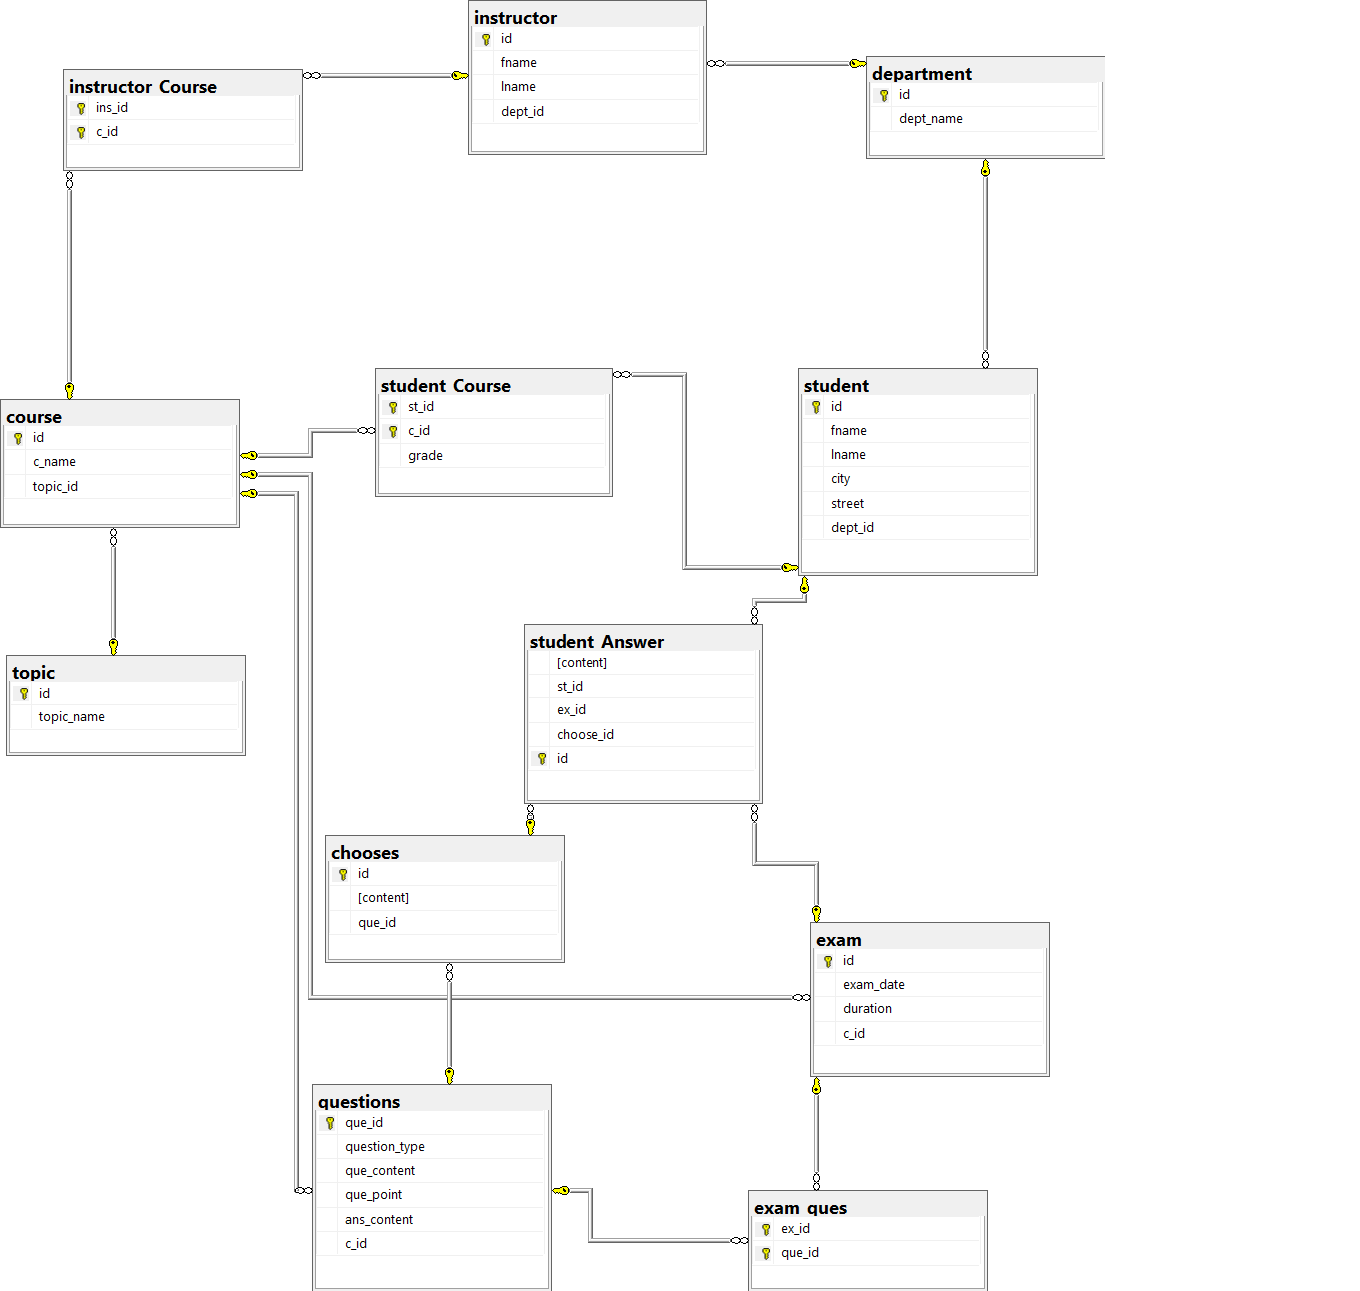 instructor
id
fname
lname
dept_id
instructor Course
ins_id
c_id
department
id
dept_name
student Course
st_id
c_id
grade
student
id
fname
lname
city
street
dept_id
course
id
c_name
topic_id
topic
id
topic_name
student Answer
[content]
st_id
ex_id
choose_id
id
chooses
id
[content]
que_id
exam
id
exam_date
duration
c_id
questions
que_id
question_type
que_content
que_point
ans_content
c_id
exam ques
ex_id
que_id